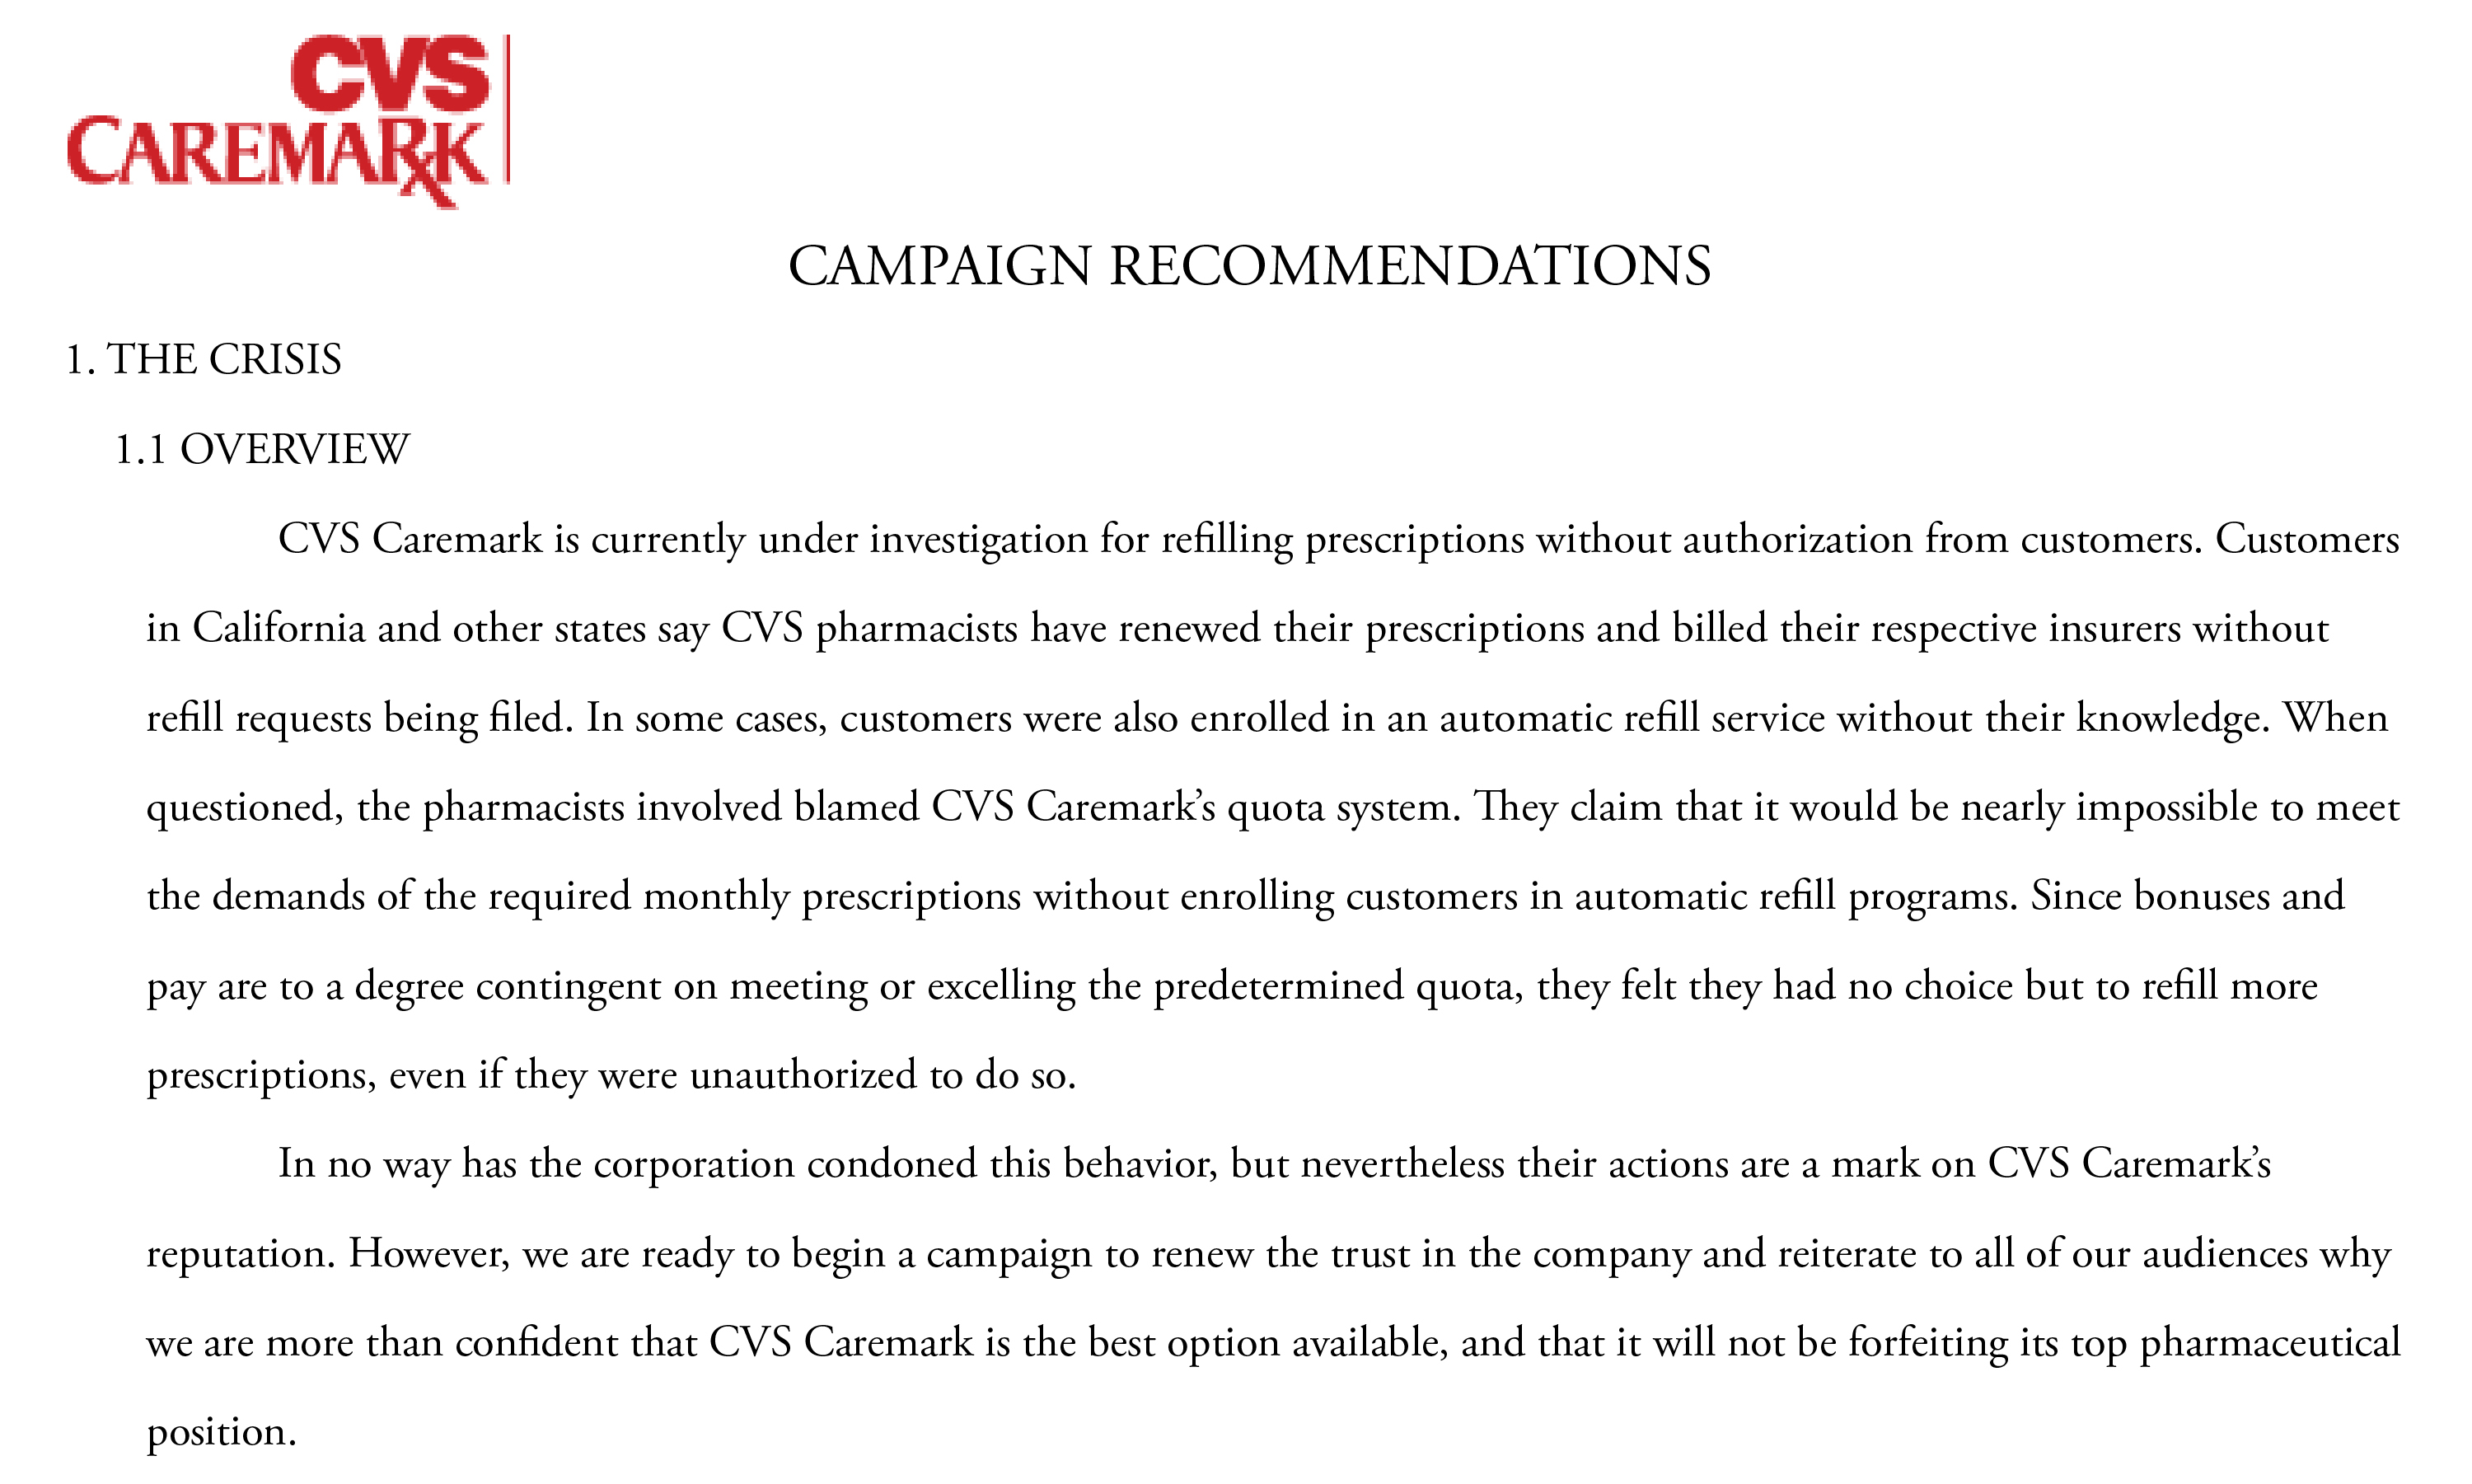 CVS
CAREMARK
CAMPAIGN RECOMMENDATIONS
1. THE CRISIS
1.1 OVERVIEW
CVS Caremark is currently under investigation for refilling prescriptions without authorization from customers. Customers
in California and other states say CVS pharmacists have renewed their prescriptions and billed their respective insurers without
refill requests being filed. In some cases, customers were also enrolled in an automatic refill service without their knowledge. When
questioned, the pharmacists involved blamed CVS Caremark’s quota system. They claim that it would be nearly impossible to meet
the demands of the required monthly prescriptions without enrolling customers in automatic refill programs. Since bonuses and
pay are to a degree contingent on meeting or excelling the predetermined quota, they felt they had no choice but to refill more
prescriptions, even if they were unauthorized to do so.
In no way has the corporation condoned this behavior, but nevertheless their actions are a mark on CVS Caremark’s
reputation. However, we are ready to begin a campaign to renew the trust in the company and reiterate to all of our audiences why
we are more than confident that CVS Caremark is the best option available, and that it will not be forfeiting its top pharmaceutical
position.